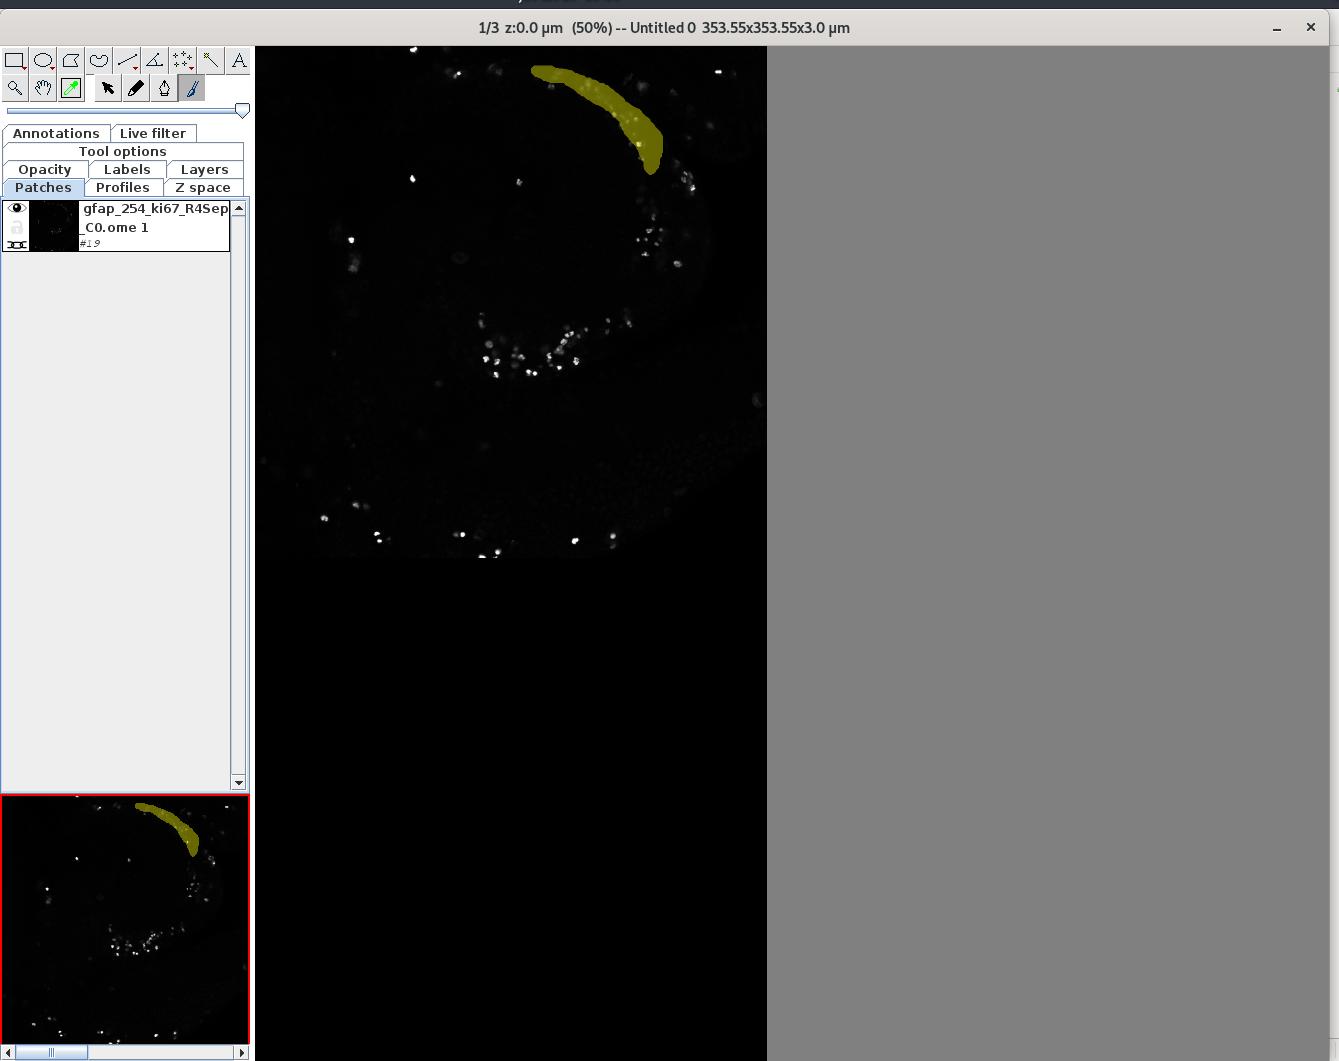 1/3 z:0.0 µm (50%) -- Untitled 0 353.55x353.55x3.0 µm
A
Annotations
Live filter
Tool options
Opacity
Labels
Layers
Patches
Profiles
Z space
gfap_254_ki67_R4Sep
_C0.ome 1
#19